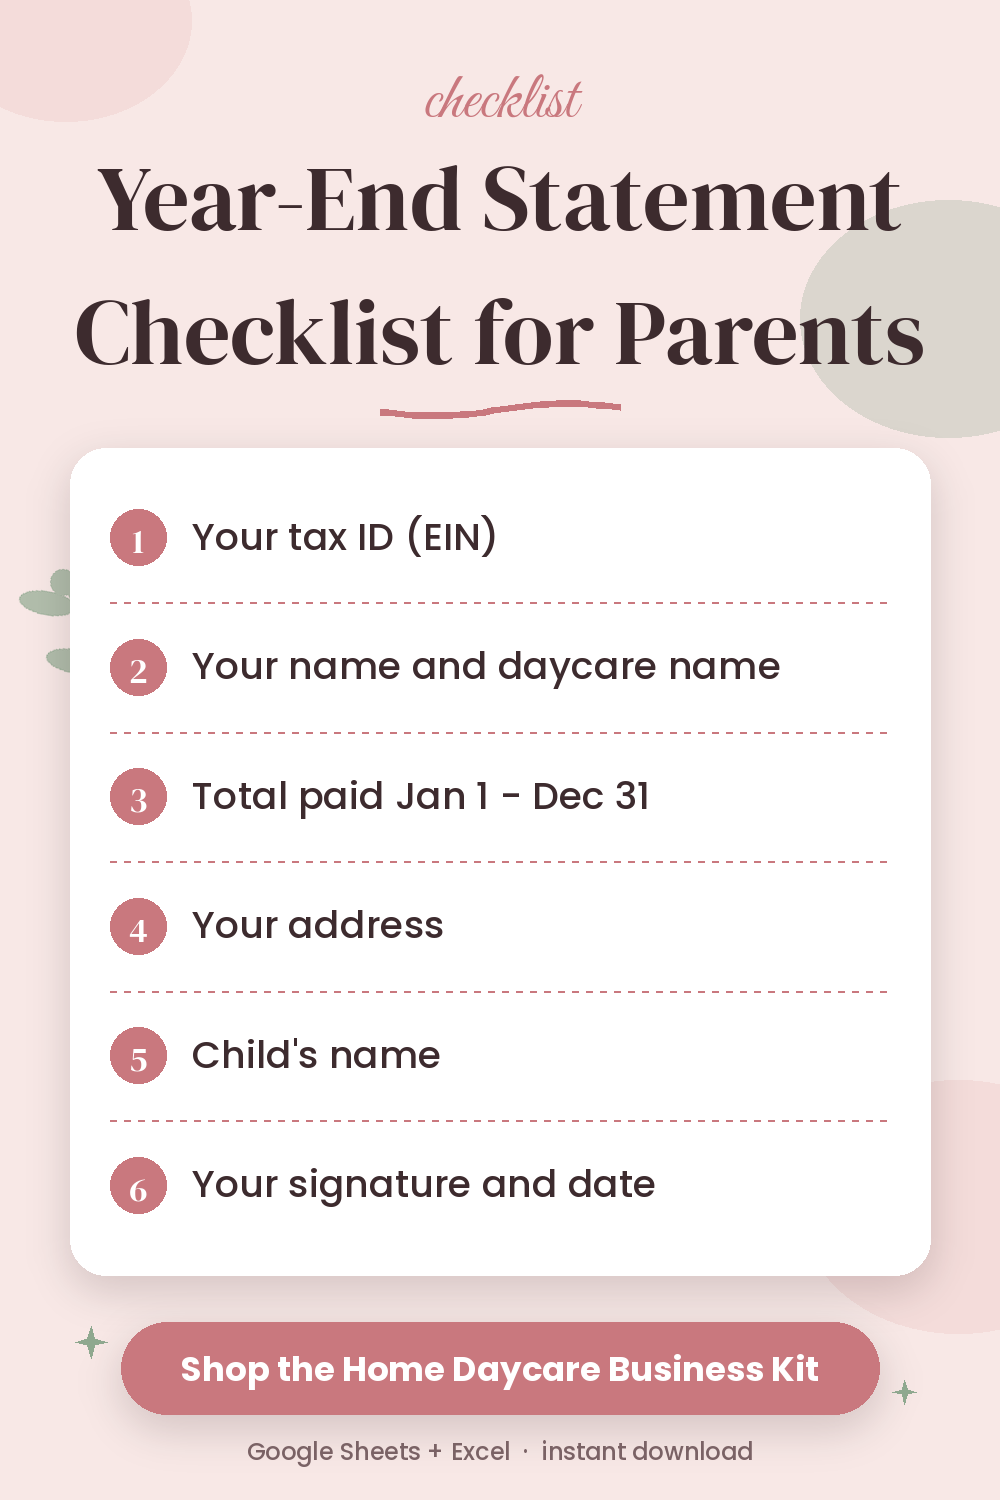 checklist
Year-End Statement
Checklist for Parents
1 Your tax ID (EIN)
2 Your name and daycare name
3 Total paid Jan 1 - Dec 31
4 Your address
5 Child's name
6 Your signature and date
Shop the Home Daycare Business Kit
Google Sheets + Excel · instant download